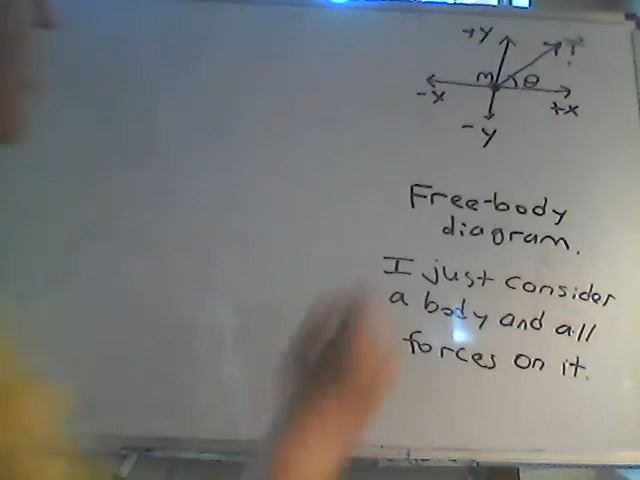 +y
M
θ
-x
+x
-y
Free-body
diagram.
I just consider
a body and all
forces on it.